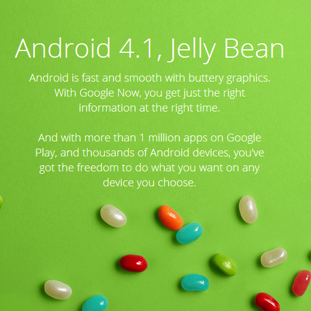 Android 4.1, Jelly Bean
Android is fast and smooth with buttery graphics.
With Google Now, you get just the right
information at the right time.
And with more than 1 million apps on Google
Play, and thousands of Android devices, you've
got the freedom to do what you want on any
device you choose.